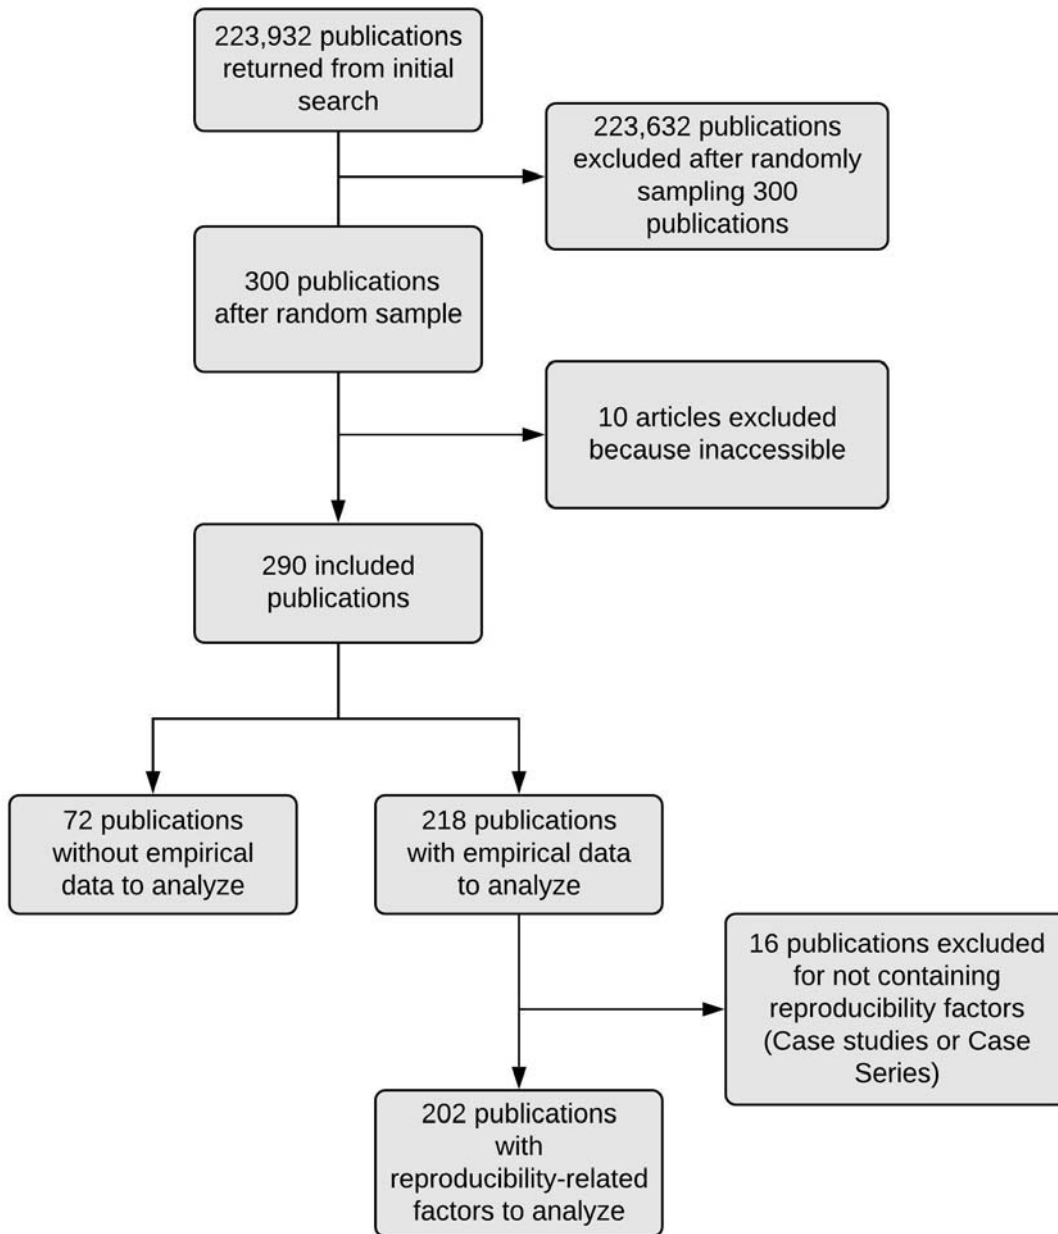 223,932 publications
returned from initial
search
223,632 publications
excluded after randomly
sampling 300
publications
300 publications
after random sample
10 articles excluded
because inaccessible
290 included
publications
72 publications
without empirical
data to analyze
218 publications
with empirical data
to analyze
16 publications excluded
for not containing
reproducibility factors
(Case studies or Case
Series)
202 publications
with
reproducibility-related
factors to analyze